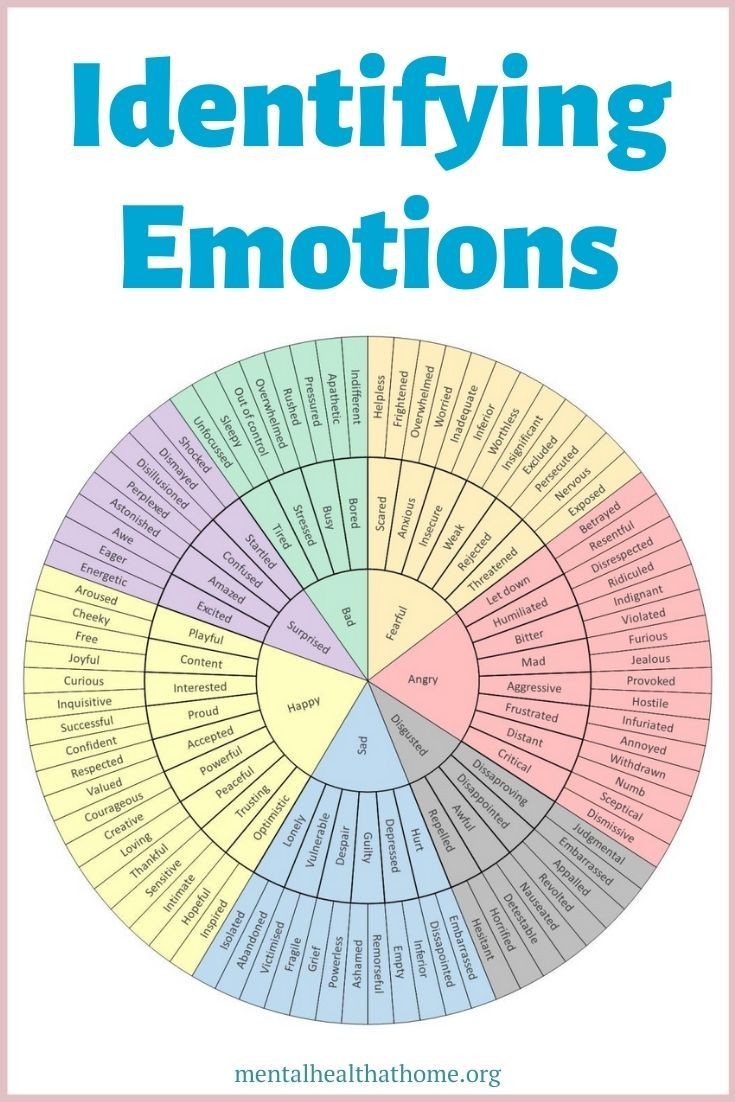 Identifying
Emotions
Bad
Fearful
Angry
Disgusted
Sad
Happy
Surprised
Bored
Scared
Anxious
Insecure
Weak
Rejected
Threatened
Let down
Humiliated
Bitter
Mad
Aggressive
Frustrated
Distant
Critical
Dissaproving
Disappointed
Awful
Repelled
Hurt
Depressed
Guilty
Despair
Vulnerable
Lonely
Optimistic
Trusting
Peaceful
Powerful
Accepted
Proud
Interested
Content
Playful
Excited
Amazed
Confused
Startled
Tired
Stressed
Busy
Indifferent
Helpless
Frightened
Overwhelmed
Worried
Inadequate
Inferior
Worthless
Insignificant
Excluded
Persecuted
Nervous
Exposed
Betrayed
Resentful
Disrespected
Ridiculed
Indignant
Violated
Furious
Jealous
Provoked
Hostile
Infuriated
Annoyed
Withdrawn
Numb
Sceptical
Dismissive
Judgmental
Embarrassed
Appalled
Revolted
Nauseated
Detestable
Horrified
Hesitant
Embarrassed
Dissapointed
Inferior
Empty
Remorseful
Ashamed
Powerless
Grief
Fragile
Victimised
Abandoned
Isolated
Inspired
Hopeful
Intimate
Sensitive
Thankful
Loving
Creative
Courageous
Valued
Respected
Confident
Successful
Inquisitive
Curious
Joyful
Free
Cheeky
Aroused
Energetic
Eager
Awe
Astonished
Perplexed
Disillusioned
Dismayed
Shocked
Unfocussed
Sleepy
Out of control
Overwhelmed
Rushed
Pressured
Apathetic
mentalhealthathome.org